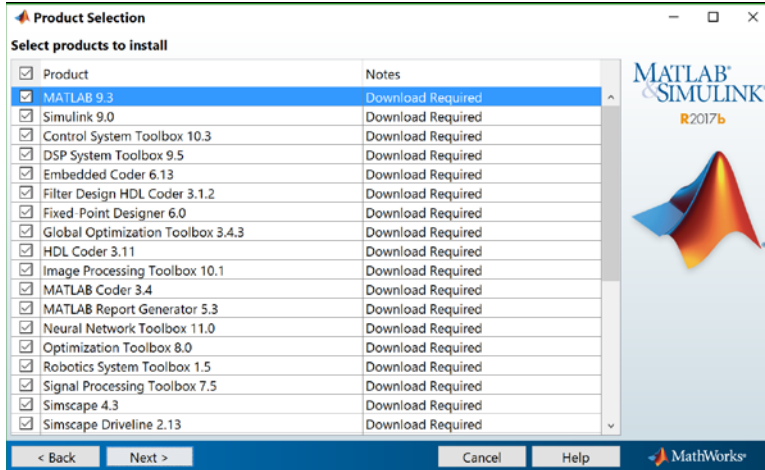 Product Selection
Select products to install
Product Notes
MATLAB 9.3 Download Required
Simulink 9.0 Download Required
Control System Toolbox 10.3 Download Required
DSP System Toolbox 9.5 Download Required
Embedded Coder 6.13 Download Required
Filter Design HDL Coder 3.1.2 Download Required
Fixed-Point Designer 6.0 Download Required
Global Optimization Toolbox 3.4.3 Download Required
HDL Coder 3.11 Download Required
Image Processing Toolbox 10.1 Download Required
MATLAB Coder 3.4 Download Required
MATLAB Report Generator 5.3 Download Required
Neural Network Toolbox 11.0 Download Required
Optimization Toolbox 8.0 Download Required
Robotics System Toolbox 1.5 Download Required
Signal Processing Toolbox 7.5 Download Required
Simscape 4.3 Download Required
Simscape Driveline 2.13 Download Required
MATLAB®
&SIMULINK®
R2017b
< Back Next > Cancel Help MathWorks®